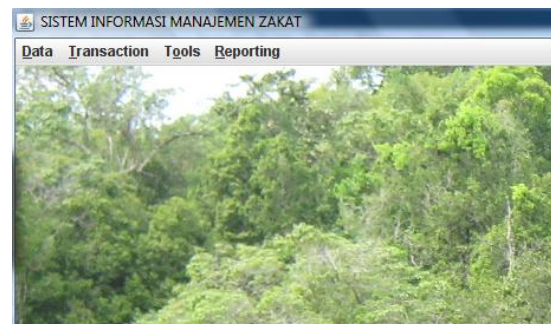 SISTEM INFORMASI MANAJEMEN ZAKAT
Data Transaction Tools Reporting